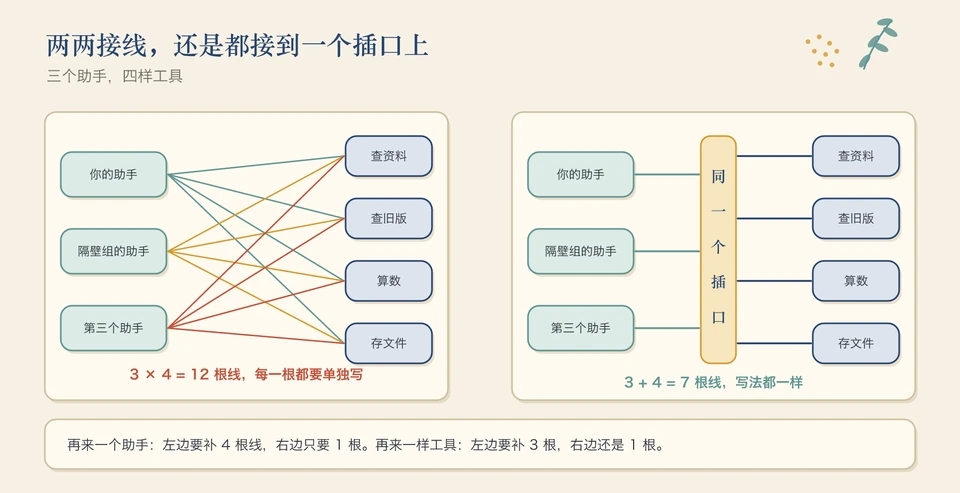 两两接线，还是都接到一个插口上
三个助手，四样工具
你的助手
隔壁组的助手
第三个助手
查资料
查旧版
算数
存文件
3 × 4 = 12 根线，每一根都要单独写
你的助手
隔壁组的助手
第三个助手
同
一
个
插
口
查资料
查旧版
算数
存文件
3 + 4 = 7 根线，写法都一样
再来一个助手：左边要补 4 根线，右边只要 1 根。再来一样工具：左边要补 3 根，右边还是 1 根。